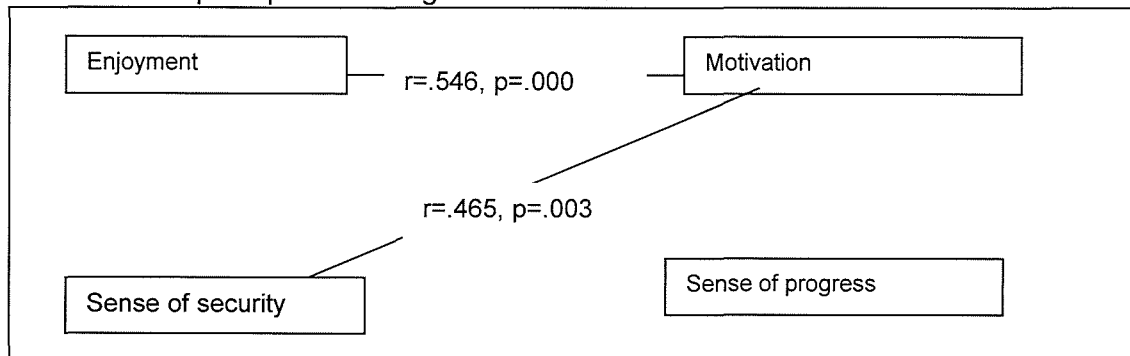 Enjoyment
Motivation
r=.546, p=.000
r=.465, p=.003
Sense of security
Sense of progress